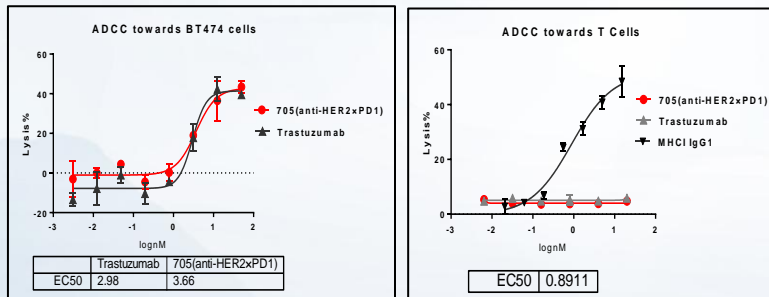 ADCC towards BT474 cells
60
40
20
0
-20
Lysis%
-3 -2 -1 0 1 2
lognM
705(anti-HER2×PD1)
Trastuzumab
Trastuzumab 705(anti-HER2×PD1)
EC50 2.98 3.66
ADCC towards T Cells
60
40
20
0
Lysis%
-3 -2 -1 0 1 2
lognM
705(anti-HER2×PD1)
Trastuzumab
MHCI IgG1
EC50 0.8911